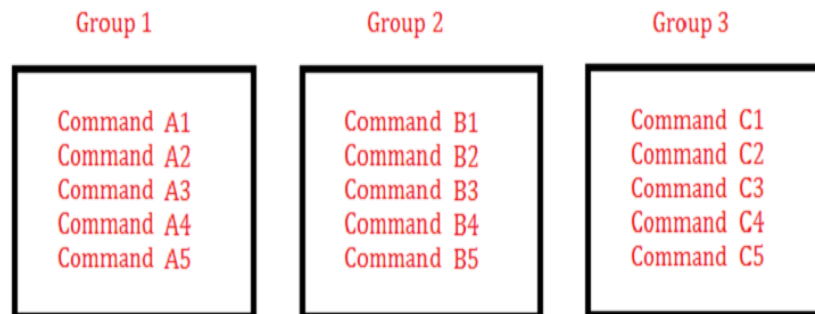 Group 1
Command A1
Command A2
Command A3
Command A4
Command A5
Group 2
Command B1
Command B2
Command B3
Command B4
Command B5
Group 3
Command C1
Command C2
Command C3
Command C4
Command C5